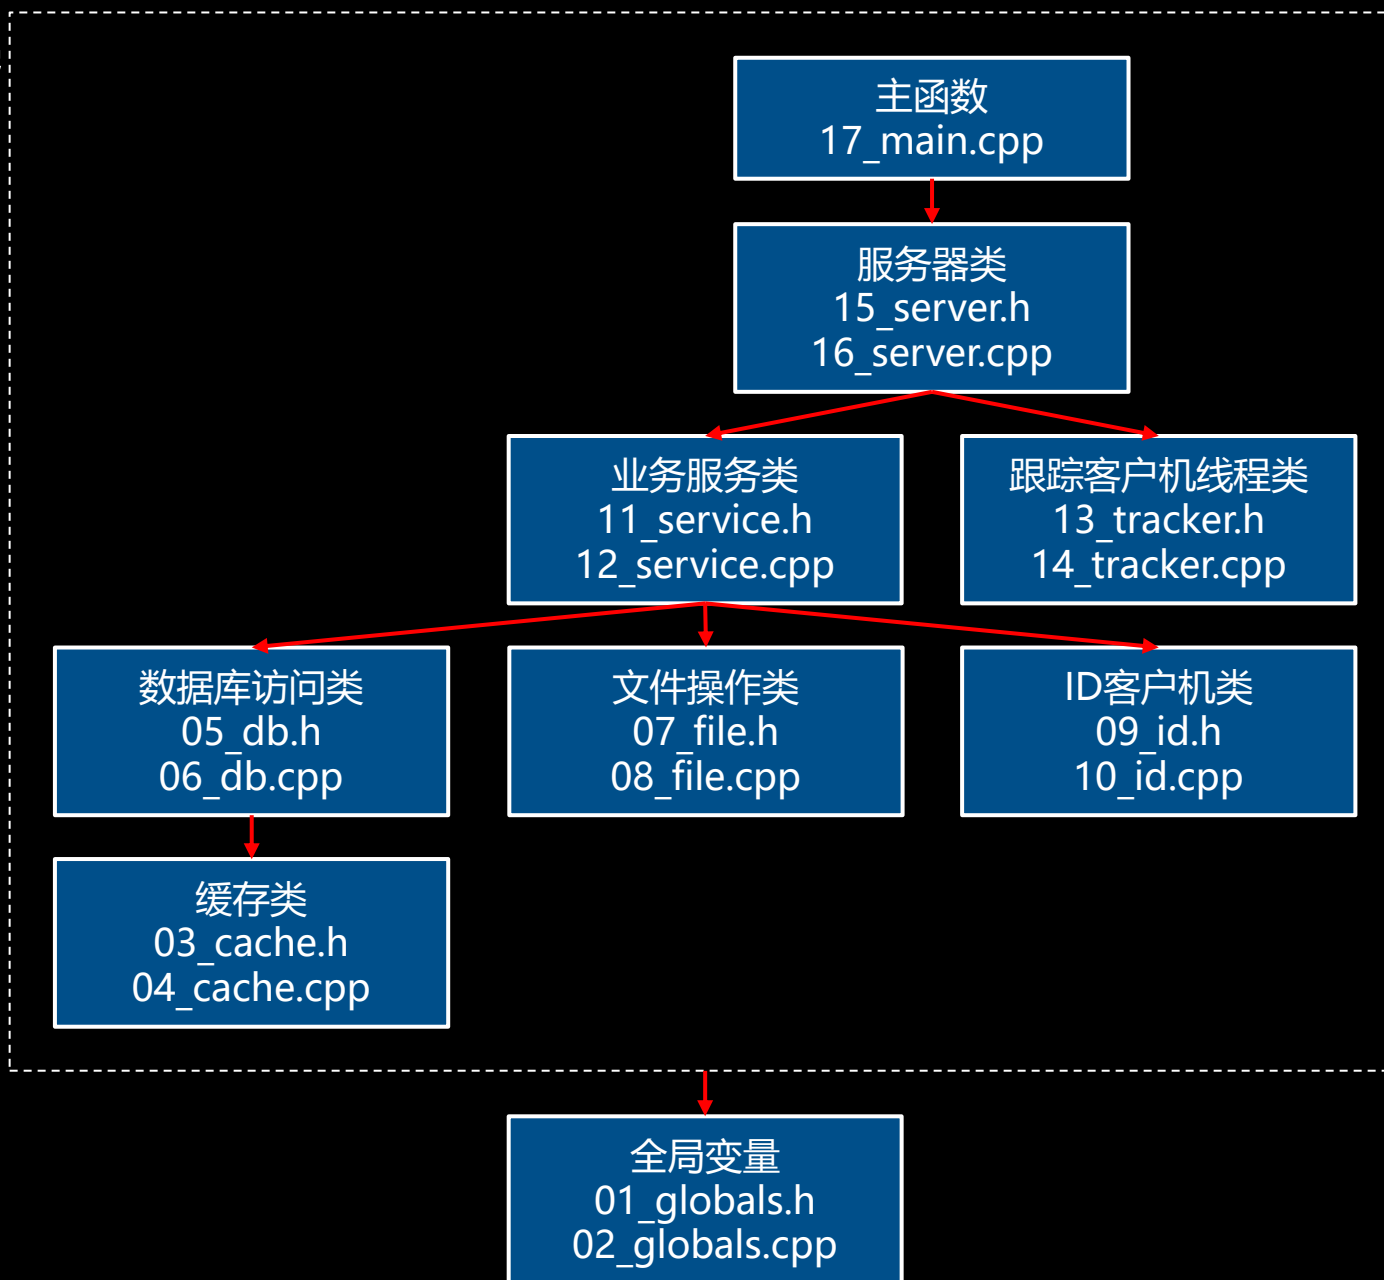 主函数
17_main.cpp
服务器类
15_server.h
16_server.cpp
业务服务类
11_service.h
12_service.cpp
跟踪客户机线程类
13_tracker.h
14_tracker.cpp
数据库访问类
05_db.h
06_db.cpp
文件操作类
07_file.h
08_file.cpp
ID客户机类
09_id.h
10_id.cpp
缓存类
03_cache.h
04_cache.cpp
全局变量
01_globals.h
02_globals.cpp